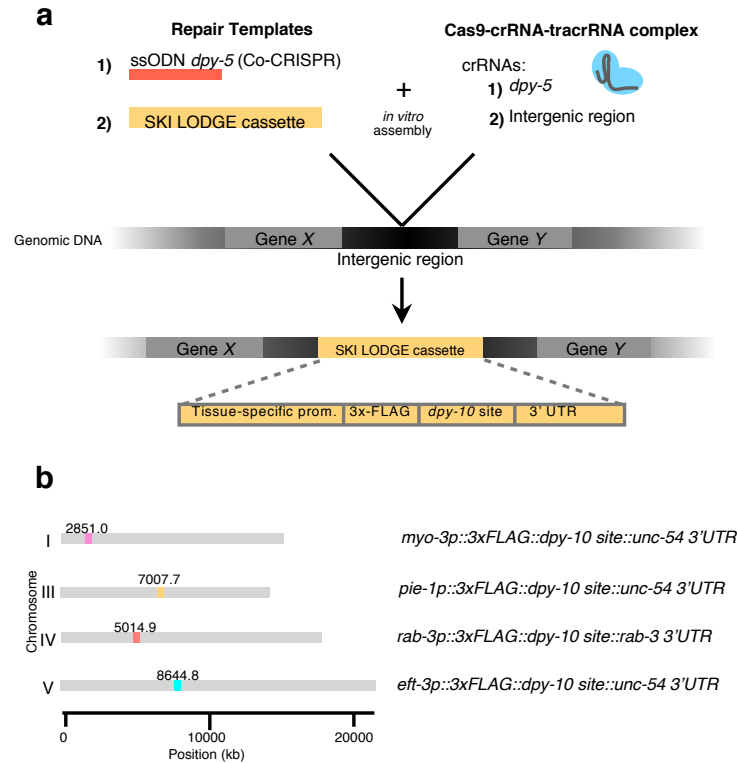 a
Repair Templates
1) ssODN dpy-5 (Co-CRISPR)
2) SKI LODGE cassette
+
in vitro
assembly
Cas9-crRNA-tracrRNA complex
crRNAs:
1) dpy-5
2) Intergenic region
Genomic DNA
Gene X
Gene Y
Intergenic region
Gene X
SKI LODGE cassette
Gene Y
Tissue-specific prom.
3x-FLAG
dpy-10 site
3' UTR
b
Chromosome
I
2851.0
myo-3p::3xFLAG::dpy-10 site::unc-54 3’UTR
III
7007.7
pie-1p::3xFLAG::dpy-10 site::unc-54 3’UTR
IV
5014.9
rab-3p::3xFLAG::dpy-10 site::rab-3 3’UTR
V
8644.8
eft-3p::3xFLAG::dpy-10 site::unc-54 3’UTR
0
10000
20000
Position (kb)